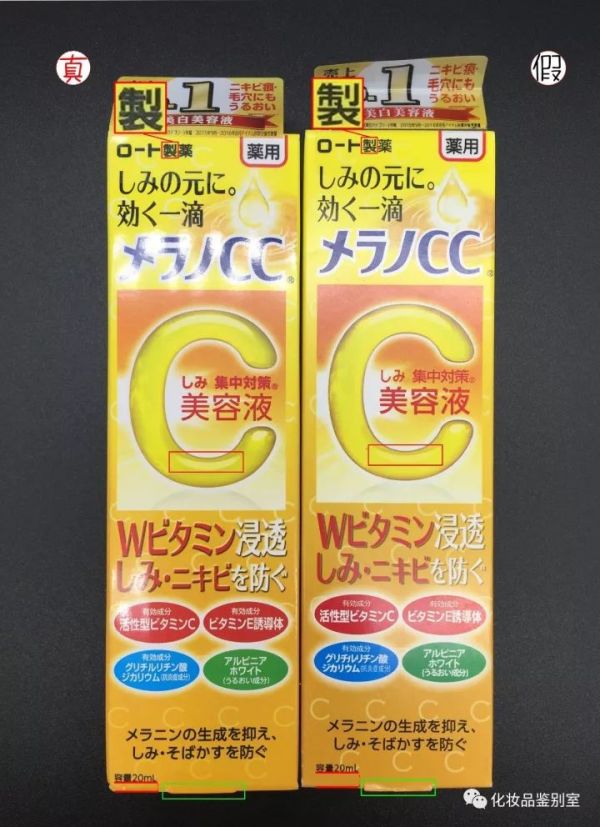 真
假
製
.1
ニキビ痕・
毛穴にも
うるおい
美白美容液
ロート製薬
薬用
しみの元に。
効く一滴
メラノCC®
しみ 集中対策®
美容液
Wビタミン浸透
しみ・ニキビを防ぐ
有効成分
活性型ビタミンC
有効成分
ビタミンE誘導体
有効成分
グリチルリチン酸
ジカリウム(抗炎症成分)
アルピニア
ホワイト
(うるおい成分)
メラニンの生成を抑え、
しみ・そばかすを防ぐ
容量20mL
売上
製
.1
ニキビ痕・
毛穴にも
うるおい
美白美容液
ロート製薬
薬用
しみの元に。
効く一滴
メラノCC®
しみ 集中対策®
美容液
Wビタミン浸透
しみ・ニキビを防ぐ
有効成分
活性型ビタミンC
有効成分
ビタミンE誘導体
有効成分
グリチルリチン酸
ジカリウム(抗炎症成分)
アルピニア
ホワイト
(うるおい成分)
メラニンの生成を抑え、
しみ・そばかすを防ぐ
容量20mL
化妆品鉴别室